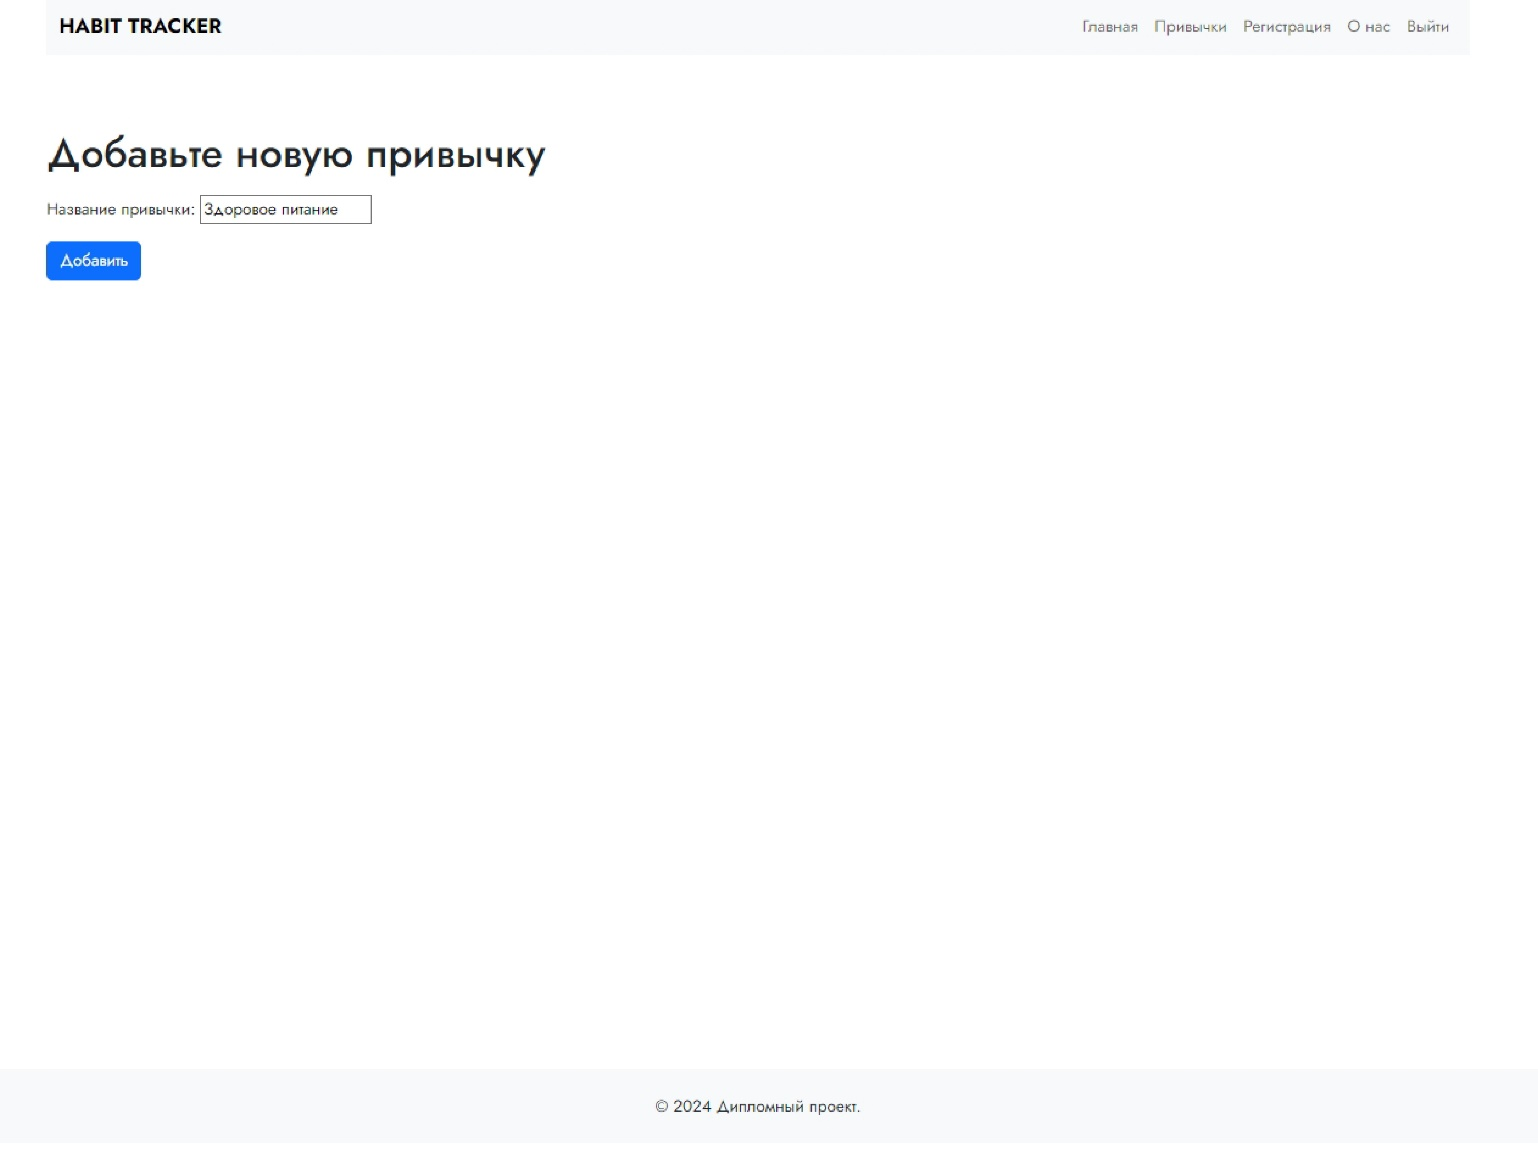 HABIT TRACKER
Главная Привычки Регистрация О нас Выйти
Добавьте новую привычку
Название привычки: Здоровое питание
Добавить
© 2024 Дипломный проект.